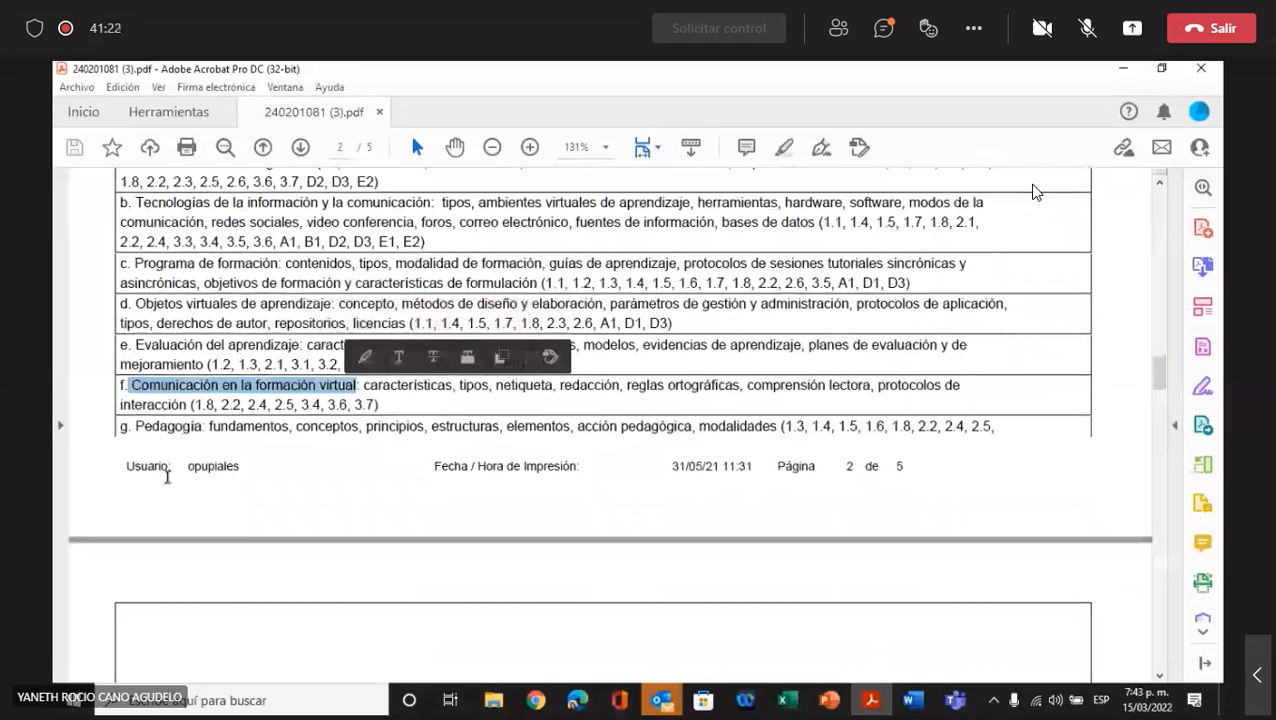 41:22
Solicitar control
Salir
240201081 (3).pdf - Adobe Acrobat Pro DC (32-bit)
Archivo Edición Ver Firma electrónica Ventana Ayuda
Inicio Herramientas 240201081 (3).pdf
2 / 5 131%
1.8, 2.2, 2.3, 2.5, 2.6, 3.6, 3.7, D2, D3, E2)
b. Tecnologías de la información y la comunicación: tipos, ambientes virtuales de aprendizaje, herramientas, hardware, software, modos de la
comunicación, redes sociales, video conferencia, foros, correo electrónico, fuentes de información, bases de datos (1.1, 1.4, 1.5, 1.7, 1.8, 2.1,
2.2, 2.4, 3.3, 3.4, 3.5, 3.6, A1, B1, D2, D3, E1, E2)
c. Programa de formación: contenidos, tipos, modalidad de formación, guías de aprendizaje, protocolos de sesiones tutoriales sincrónicas y
asincrónicas, objetivos de formación y características de formulación (1.1, 1.2, 1.3, 1.4, 1.5, 1.6, 1.7, 1.8, 2.2, 2.6, 3.5, A1, D1, D3)
d. Objetos virtuales de aprendizaje: concepto, métodos de diseño y elaboración, parámetros de gestión y administración, protocolos de aplicación,
tipos, derechos de autor, repositorios, licencias (1.1, 1.4, 1.5, 1.7, 1.8, 2.3, 2.6, A1, D1, D3)
e. Evaluación del aprendizaje: caract s, modelos, evidencias de aprendizaje, planes de evaluación y de
mejoramiento (1.2, 1.3, 2.1, 3.1, 3.2,
f. Comunicación en la formación virtual: características, tipos, netiqueta, redacción, reglas ortográficas, comprensión lectora, protocolos de
interacción (1.8, 2.2, 2.4, 2.5, 3.4, 3.6, 3.7)
g. Pedagogía: fundamentos, conceptos, principios, estructuras, elementos, acción pedagógica, modalidades (1.3, 1.4, 1.5, 1.6, 1.8, 2.2, 2.4, 2.5,
Usuario: opupiales Fecha / Hora de Impresión: 31/05/21 11:31 Página 2 de 5
YANETH ROCIO CANO AGUDELO
Escribe aquí para buscar
ESP
7:43 p. m.
15/03/2022